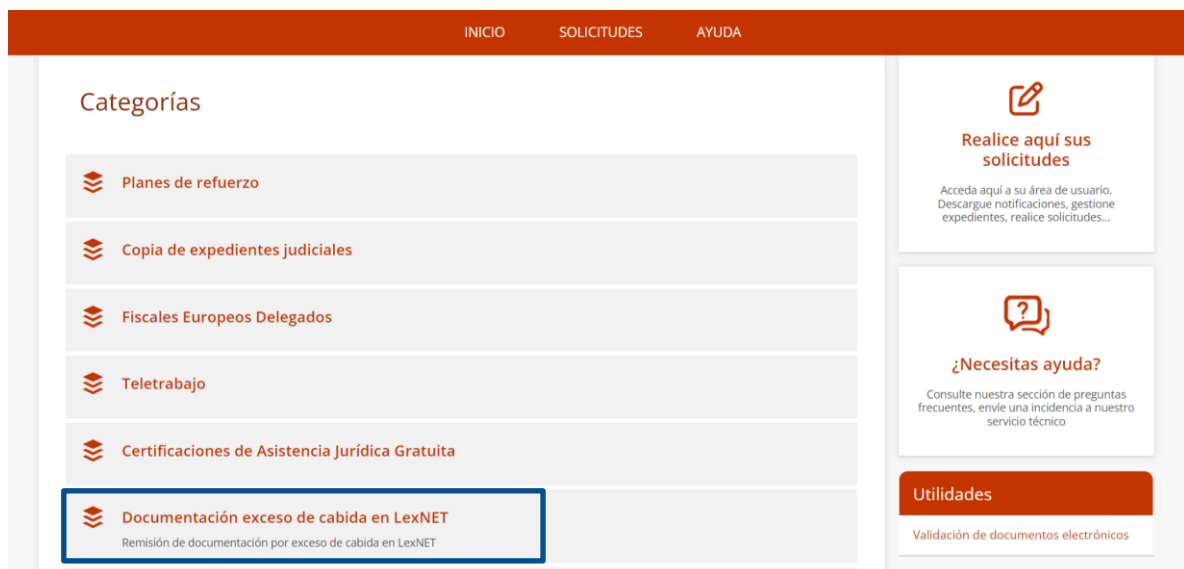 INICIO SOLICITUDES AYUDA
Categorías
Planes de refuerzo
Copia de expedientes judiciales
Fiscales Europeos Delegados
Teletrabajo
Certificaciones de Asistencia Jurídica Gratuita
Documentación exceso de cabida en LexNET
Remisión de documentación por exceso de cabida en LexNET
Realice aquí sus
solicitudes
Acceda aquí a su área de usuario.
Descargue notificaciones, gestione
expedientes, realice solicitudes...
¿Necesitas ayuda?
Consulte nuestra sección de preguntas
frecuentes, envíe una incidencia a nuestro
servicio técnico
Utilidades
Validación de documentos electrónicos